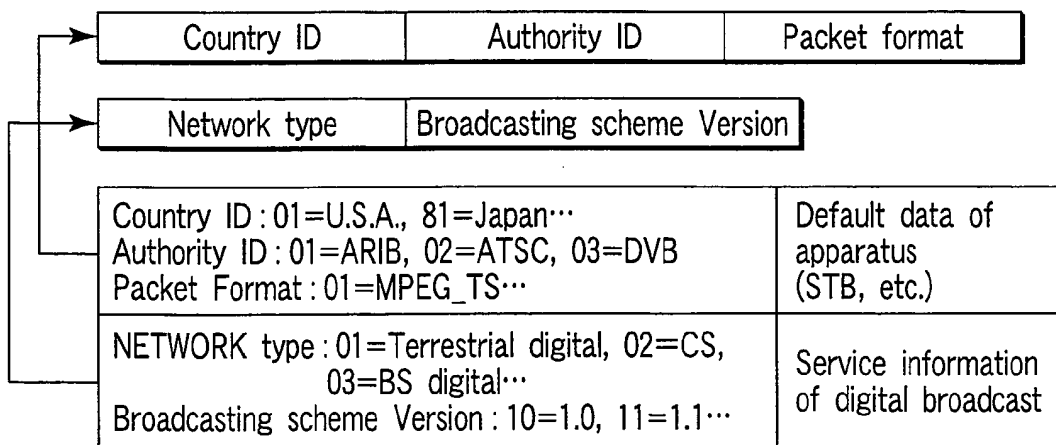 Country ID Authority ID Packet format
Network type Broadcasting scheme Version
Country ID : 01=U.S.A., 81=Japan…
Authority ID : 01=ARIB, 02=ATSC, 03=DVB
Packet Format : 01=MPEG_TS…
Default data of
apparatus
(STB, etc.)
NETWORK type : 01=Terrestrial digital, 02=CS,
03=BS digital…
Broadcasting scheme Version : 10=1.0, 11=1.1…
Service information
of digital broadcast